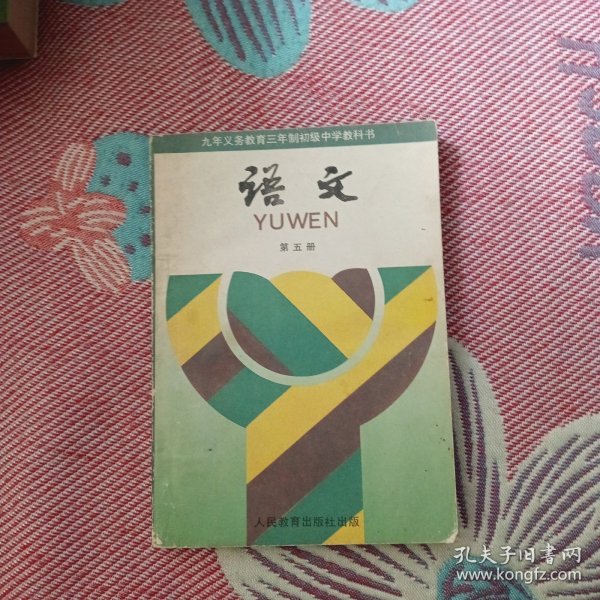 九年义务教育三年制初级中学教科书
语文
YUWEN
第五册
人民教育出版社出版
孔夫子旧书网
www.kongfz.com